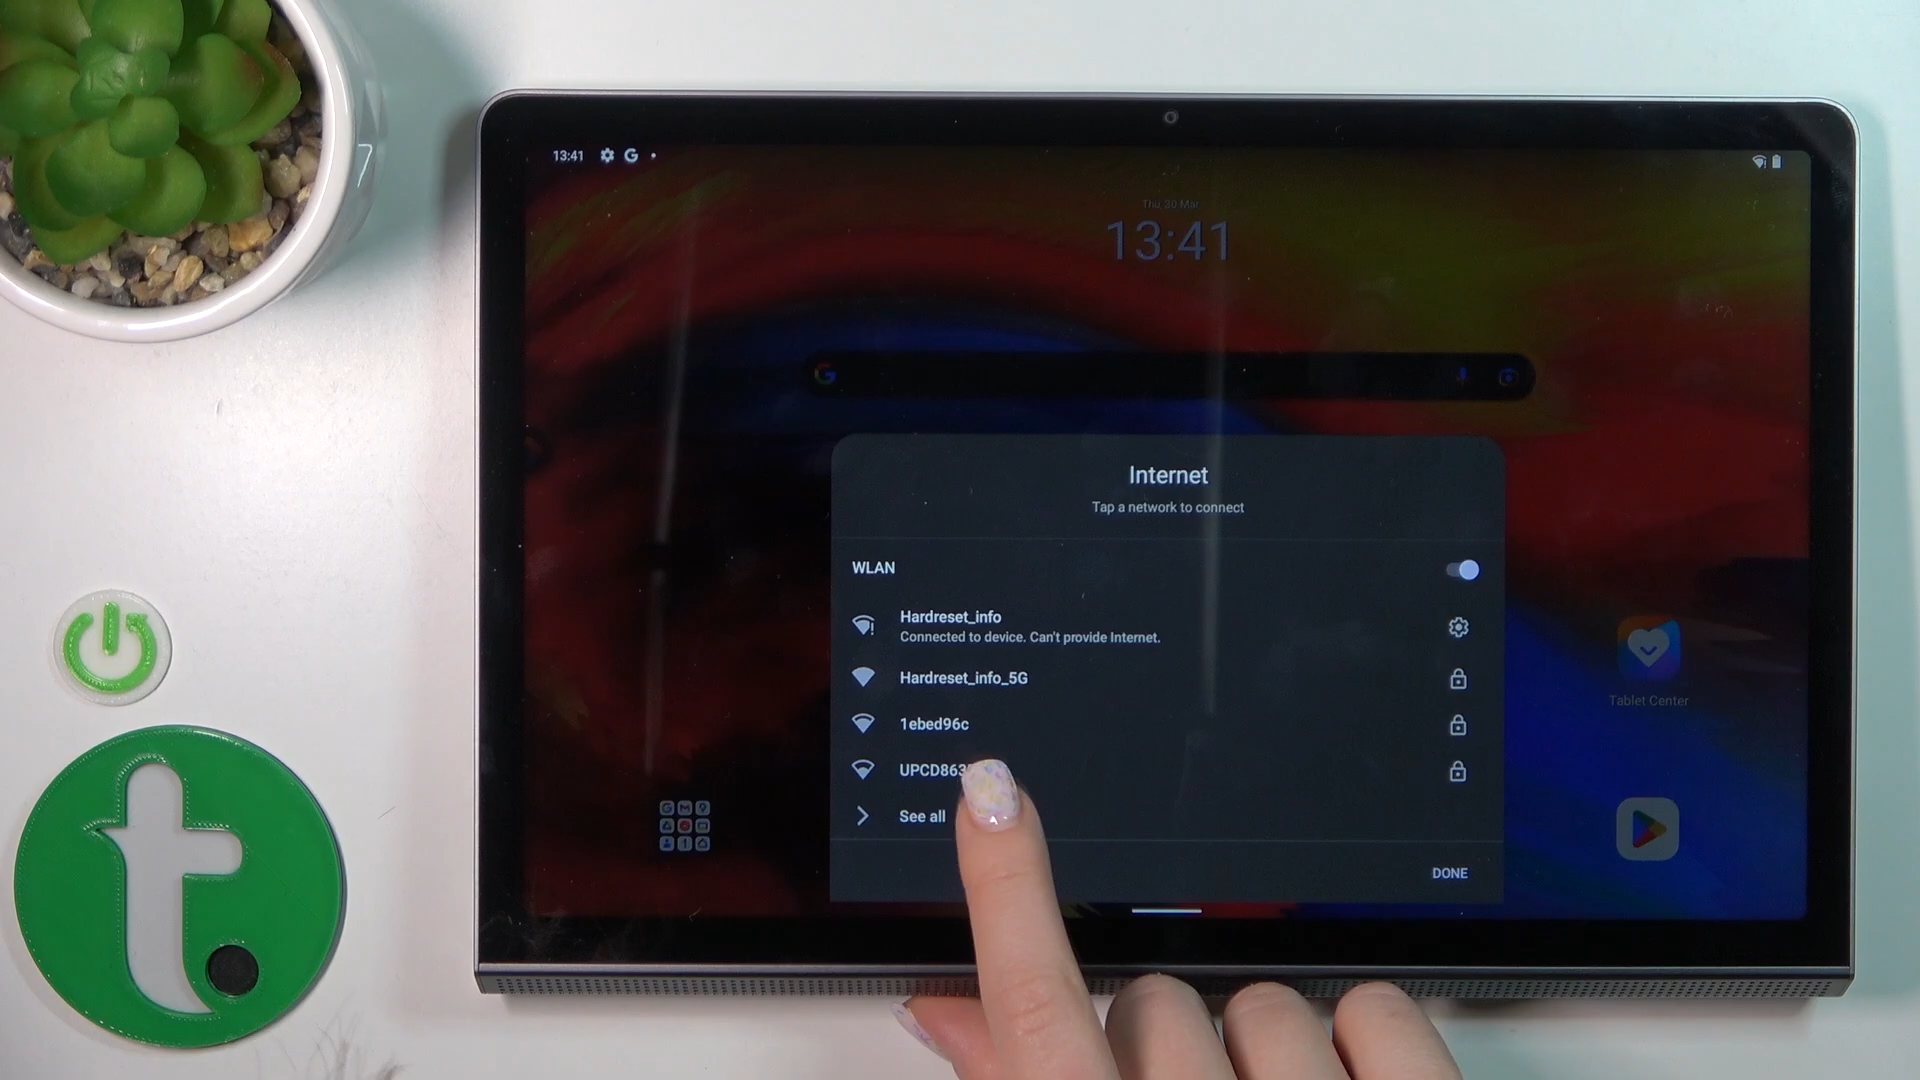 13:41
Thu, 30 Mar
13:41
Internet
Tap a network to connect
WLAN
Hardreset_info
Connected to device. Can't provide Internet.
Hardreset_info_5G
1ebed96c
See all
DONE
Tablet Center
t.